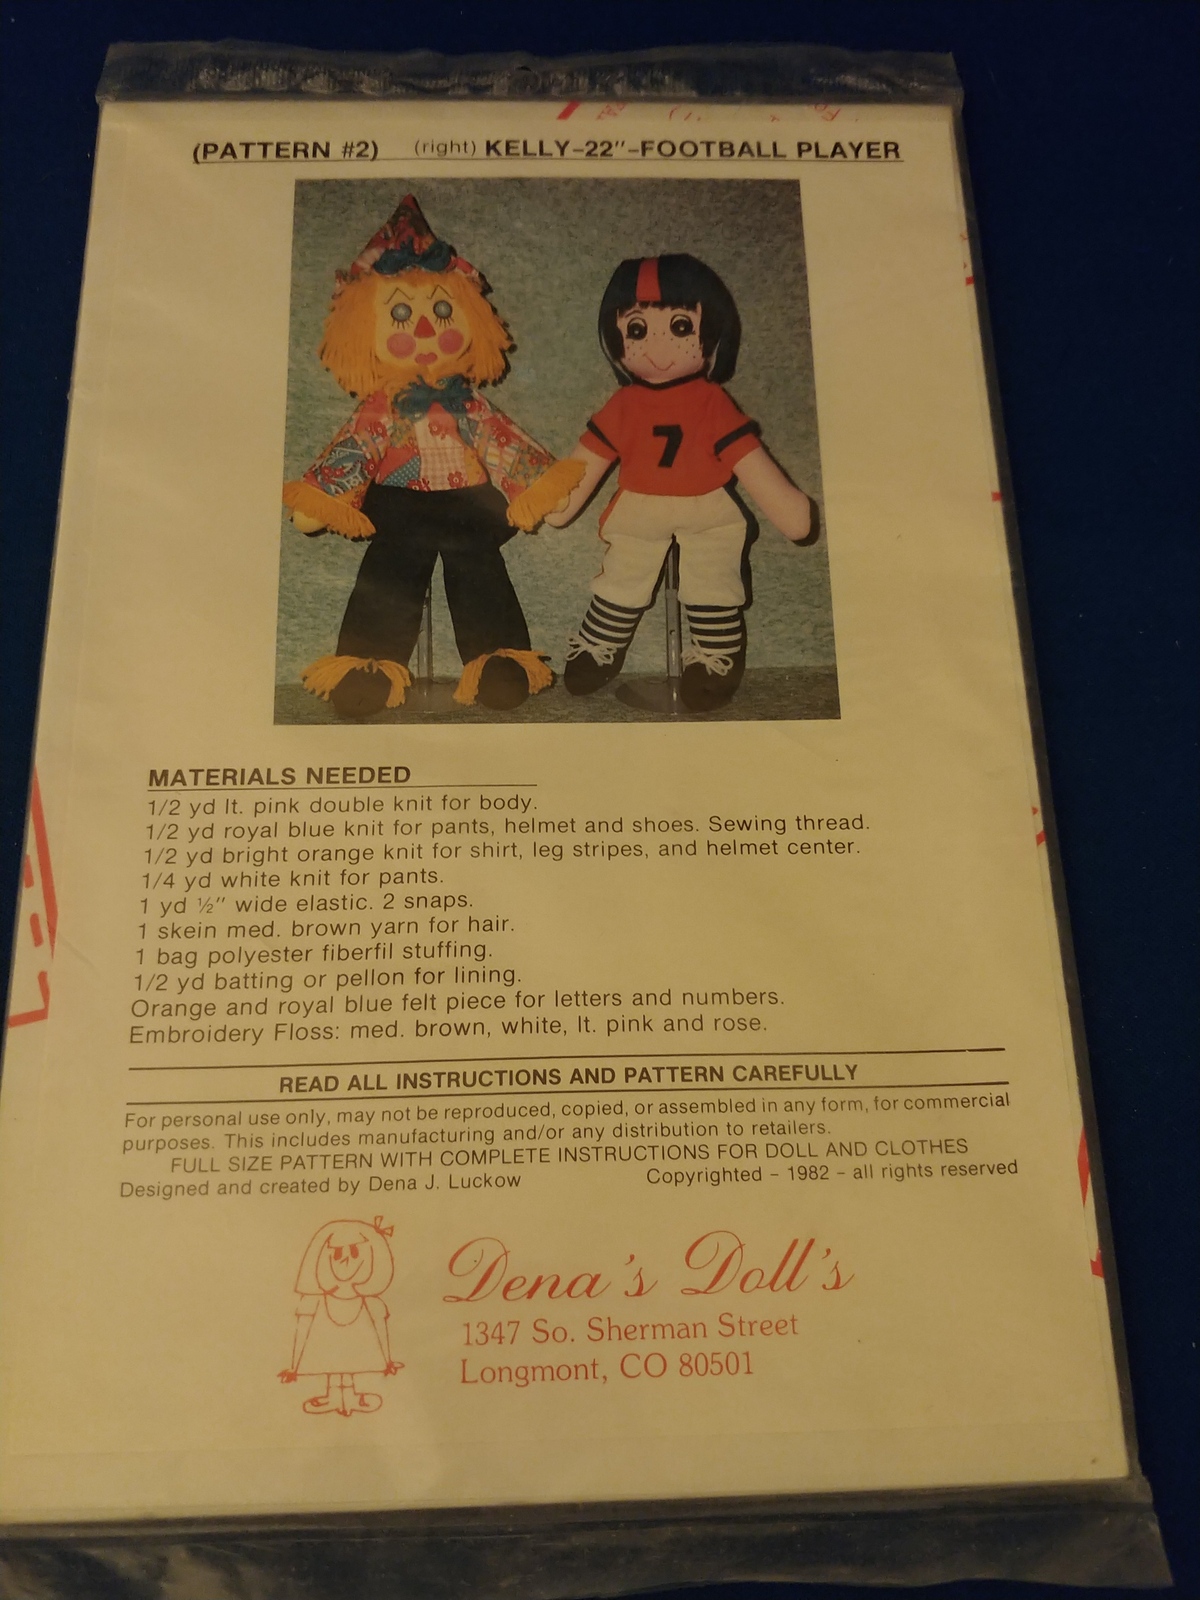 (PATTERN #2) (right) KELLY-22"-FOOTBALL PLAYER
7
MATERIALS NEEDED
1/2 yd lt. pink double knit for body.
1/2 yd royal blue knit for pants, helmet and shoes. Sewing thread.
1/2 yd bright orange knit for shirt, leg stripes, and helmet center.
1/4 yd white knit for pants.
1 yd ½" wide elastic. 2 snaps.
1 skein med. brown yarn for hair.
1 bag polyester fiberfil stuffing.
1/2 yd batting or pellon for lining.
Orange and royal blue felt piece for letters and numbers.
Embroidery Floss: med. brown, white, lt. pink and rose.
READ ALL INSTRUCTIONS AND PATTERN CAREFULLY
For personal use only, may not be reproduced, copied, or assembled in any form, for commercial
purposes. This includes manufacturing and/or any distribution to retailers.
FULL SIZE PATTERN WITH COMPLETE INSTRUCTIONS FOR DOLL AND CLOTHES
Designed and created by Dena J. Luckow Copyrighted - 1982 - all rights reserved
Dena's Doll's
1347 So. Sherman Street
Longmont, CO 80501